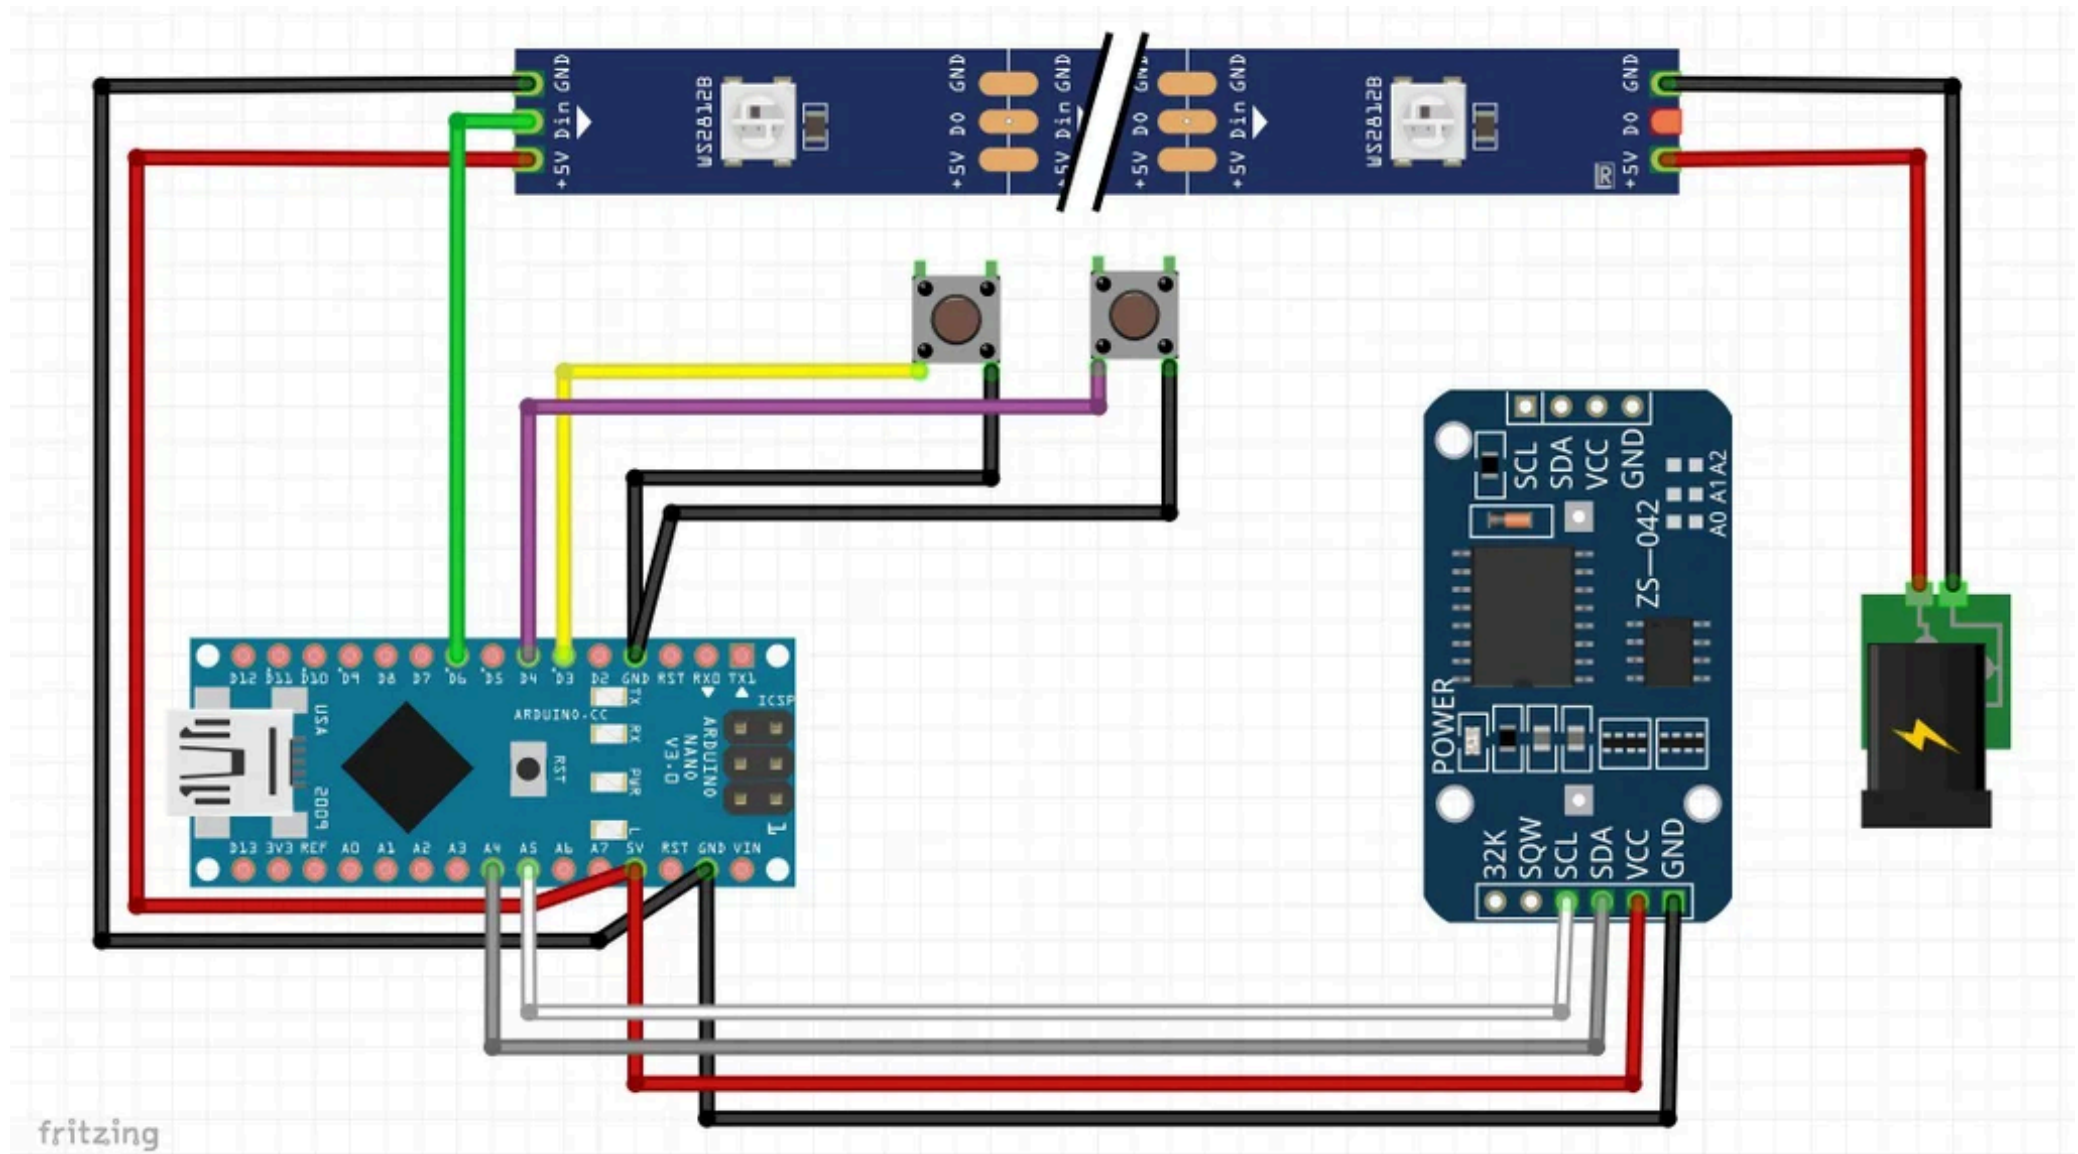 GND
Din
+5V
WS2812B
GND
D0
+5V
GND
Din
+5V
GND
D0
+5V
GND
Din
+5V
WS2812B
R
GND
D0
+5V
SCL
SDA
VCC
GND
A0 A1 A2
ZS-042
POWER
32K
SQW
SCL
SDA
VCC
GND
D12 D11 D10 D9 D8 D7 D6 D5 D4 D3 D2 GND RST RX0 TX1
ICSP
ARDUINO.CC
TX
RX
PWR
L
RST
USA
2009
ARDUINO
NANO
V3.0
1
D13 3V3 REF A0 A1 A2 A3 A4 A5 A6 A7 5V RST GND VIN
fritzing